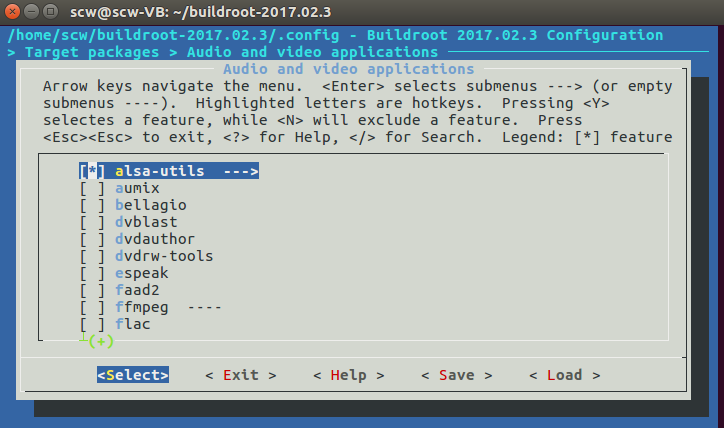 scw@scw-VB: ~/buildroot-2017.02.3
/home/scw/buildroot-2017.02.3/.config - Buildroot 2017.02.3 Configuration
> Target packages > Audio and video applications
Audio and video applications
Arrow keys navigate the menu.  <Enter> selects submenus ---> (or empty
submenus ----).  Highlighted letters are hotkeys.  Pressing <Y>
selectes a feature, while <N> will exclude a feature.  Press
<Esc><Esc> to exit, <?> for Help, </> for Search.  Legend: [*] feature
[*] alsa-utils  --->
[ ] aumix
[ ] bellagio
[ ] dvblast
[ ] dvdauthor
[ ] dvdrw-tools
[ ] espeak
[ ] faad2
[ ] ffmpeg  ----
[ ] flac
(+)
<Select>    < Exit >    < Help >    < Save >    < Load >